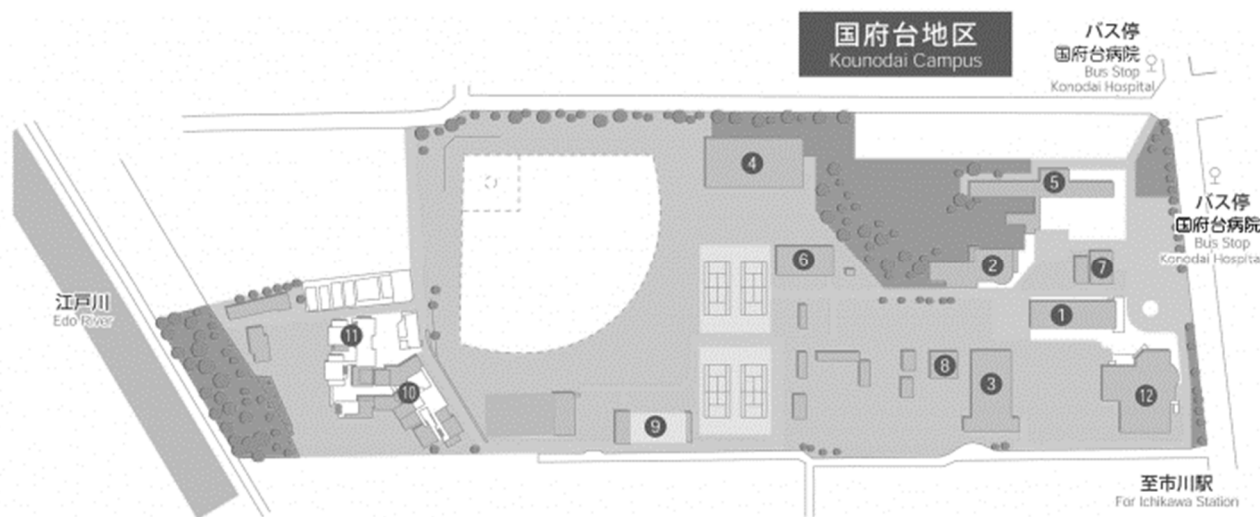 国府台地区
Kounodai Campus
バス停
国府台病院
Bus Stop
Konodai Hospital
4
5
バス停
国府台病院
Bus Stop
Konodai Hospita
6
2
7
江戸川
Edo River
1
11
8
3
10
12
9
至市川駅
For Ichikawa Station